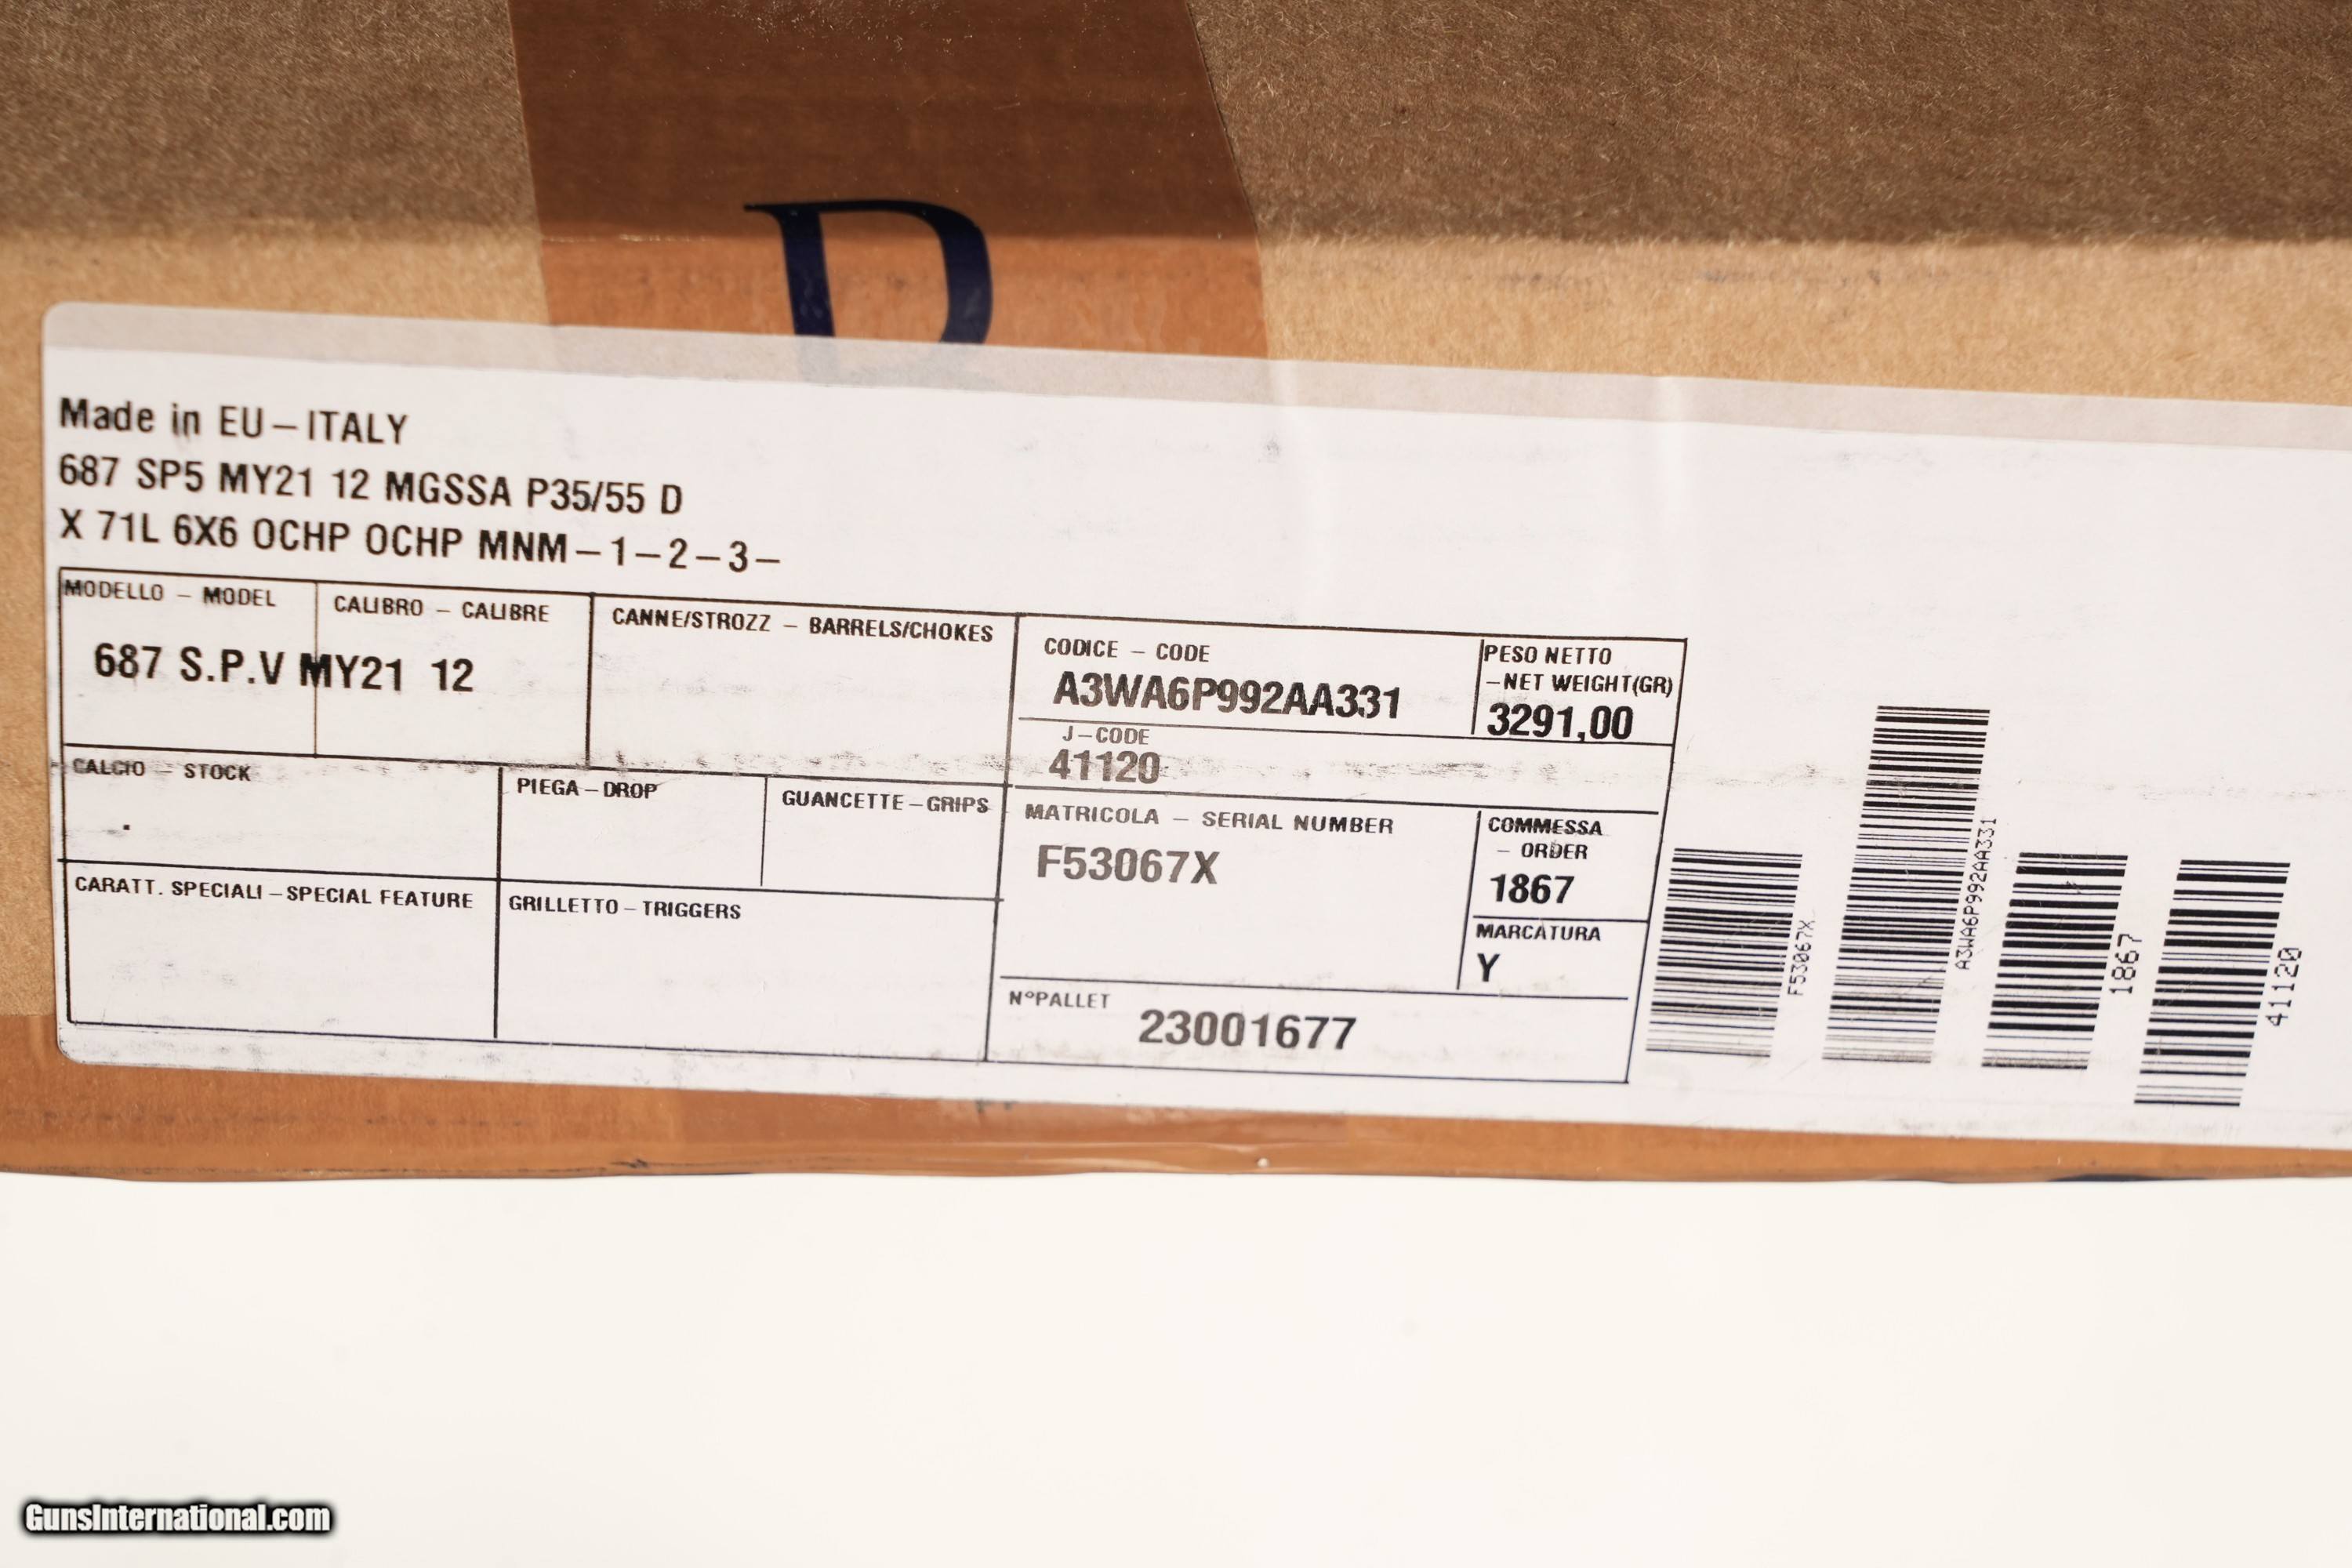 R
Made in EU-ITALY
687 SP5 MY21 12 MGSSA P35/55 D
X 71L 6X6 OCHP OCHP MNM-1-2-3-
MODELLO - MODEL
687 S.P.V MY21 12
CALIBRO - CALIBRE
CANNE/STROZZ - BARRELS/CHOKES
CODICE - CODE
A3WA6P992AA331
PESO NETTO
-NET WEIGHT(GR)
3291,00
J-CODE
41120
CALCIO - STOCK
.
PIEGA-DROP
GUANCETTE-GRIPS
MATRICOLA - SERIAL NUMBER
F53067X
COMMESSA
- ORDER
1867
MARCATURA
Y
CARATT. SPECIALI-SPECIAL FEATURE
GRILLETTO-TRIGGERS
N°PALLET
23001677
F53067X
A3WA6P992AA331
1867
41120
GunsInternational.com